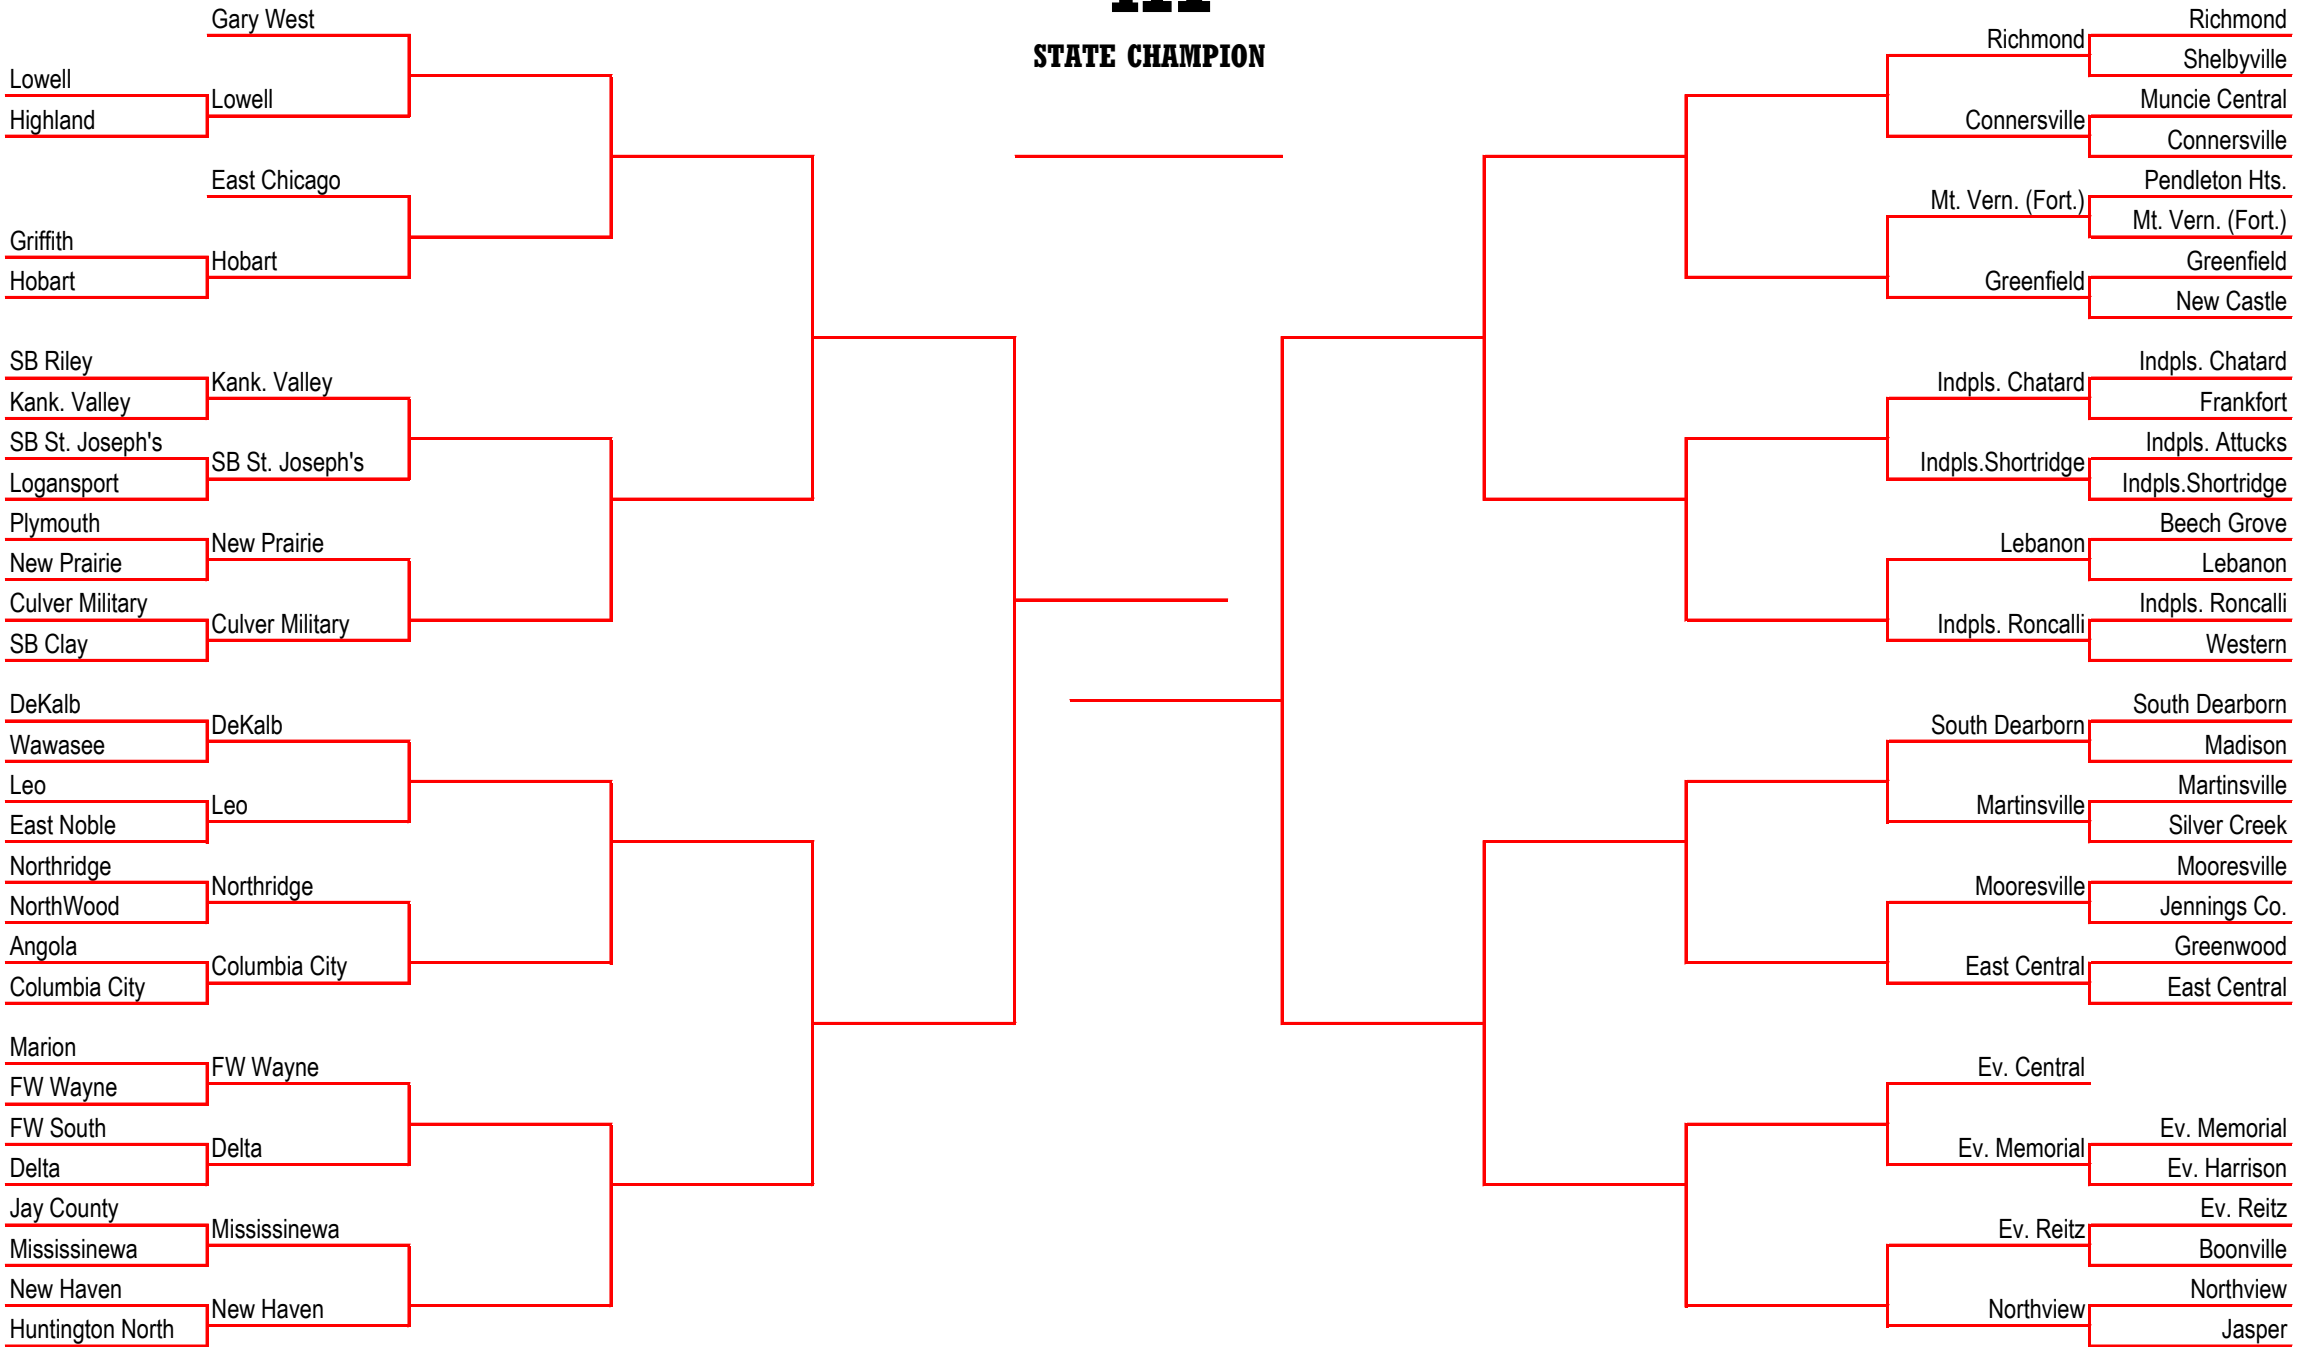 STATE CHAMPION
Gary West
Lowell
Highland
Lowell
East Chicago
Griffith
Hobart
Hobart
SB Riley
Kank. Valley
Kank. Valley
SB St. Joseph's
Logansport
SB St. Joseph's
Plymouth
New Prairie
New Prairie
Culver Military
SB Clay
Culver Military
DeKalb
Wawasee
DeKalb
Leo
East Noble
Leo
Northridge
NorthWood
Northridge
Angola
Columbia City
Columbia City
Marion
FW Wayne
FW Wayne
FW South
Delta
Delta
Jay County
Mississinewa
Mississinewa
New Haven
Huntington North
New Haven
Richmond
Richmond
Shelbyville
Muncie Central
Connersville
Connersville
Pendleton Hts.
Mt. Vern. (Fort.)
Mt. Vern. (Fort.)
Greenfield
Greenfield
New Castle
Indpls. Chatard
Indpls. Chatard
Frankfort
Indpls. Attucks
Indpls.Shortridge
Indpls.Shortridge
Beech Grove
Lebanon
Lebanon
Indpls. Roncalli
Indpls. Roncalli
Western
South Dearborn
South Dearborn
Madison
Martinsville
Martinsville
Silver Creek
Mooresville
Mooresville
Jennings Co.
Greenwood
East Central
East Central
Ev. Central
Ev. Memorial
Ev. Memorial
Ev. Harrison
Ev. Reitz
Ev. Reitz
Boonville
Northview
Northview
Jasper